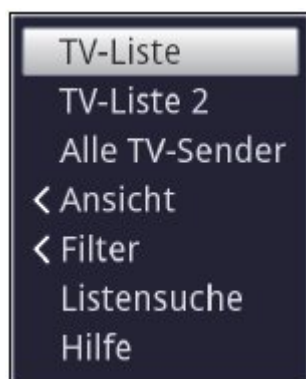 TV-Liste
TV-Liste 2
Alle TV-Sender
< Ansicht
< Filter
Listensuche
Hilfe